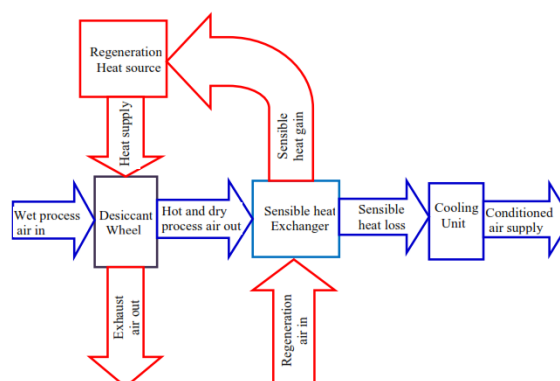 Regeneration
Heat source
Heat supply
Sensible
heat gain
Wet process
air in
Desiccant
Wheel
Hot and dry
process air out
Sensible heat
Exchanger
Sensible
heat loss
Cooling
Unit
Conditioned
air supply
Exhaust
air out
Regeneration
air in